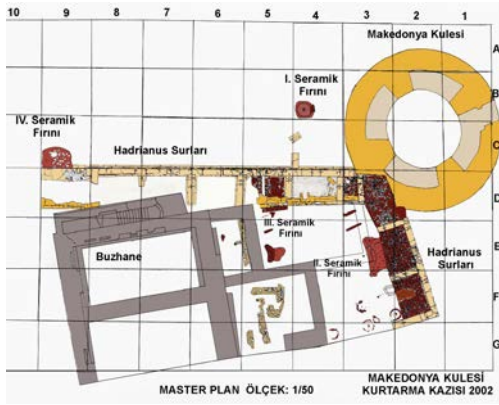 10 9 8 7 6 5 4 3 2 1
Makedonya Kulesi
A
I. Seramik
Fırını
B
IV. Seramik
Fırını
Hadrianus Surları
C
D
III. Seramik
Fırını
E
Buzhane
II. Seramik
Fırını
Hadrianus
Surları
F
G
MASTER PLAN ÖLÇEK: 1/50
MAKEDONYA KULESİ
KURTARMA KAZISI 2002